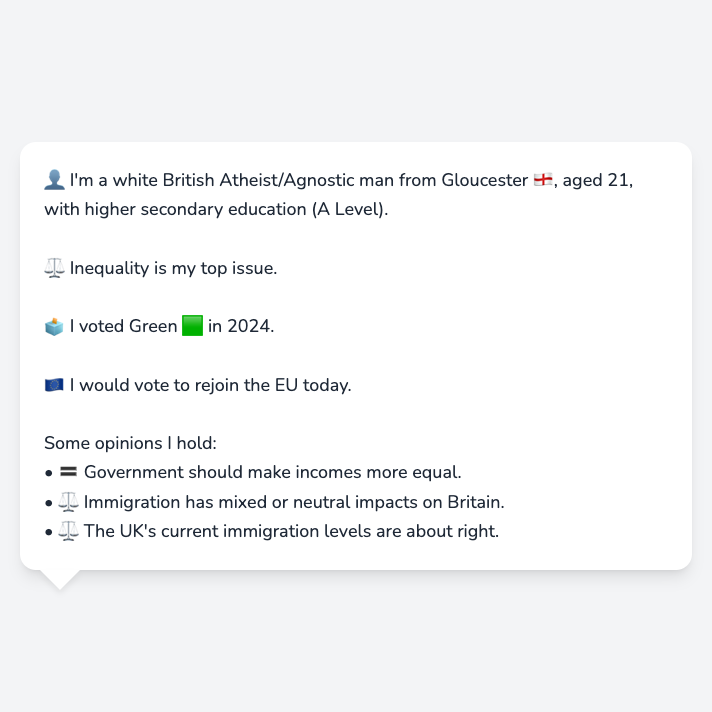 👤 I'm a white British Atheist/Agnostic man from Gloucester 🏴󠁧󠁢󠁥󠁮󠁧󠁿, aged 21,
with higher secondary education (A Level).
⚖️ Inequality is my top issue.
🗳️ I voted Green 🟩 in 2024.
🇪🇺 I would vote to rejoin the EU today.
Some opinions I hold:
• 🟰 Government should make incomes more equal.
• ⚖️ Immigration has mixed or neutral impacts on Britain.
• ⚖️ The UK's current immigration levels are about right.